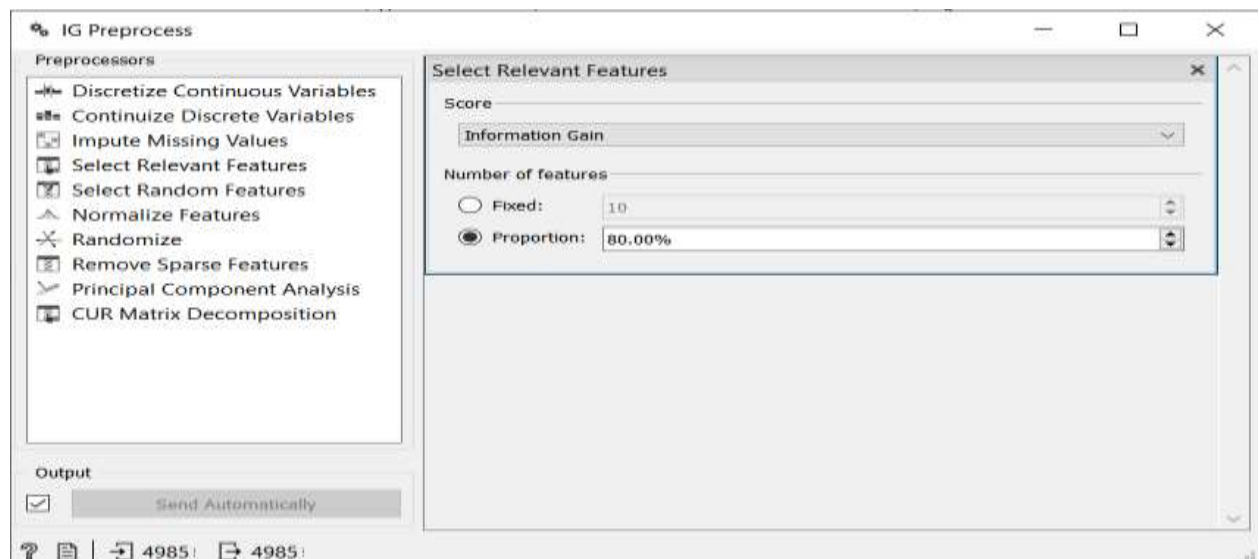 IG Preprocess
Preprocessors
Discretize Continuous Variables
Continuize Discrete Variables
Impute Missing Values
Select Relevant Features
Select Random Features
Normalize Features
Randomize
Remove Sparse Features
Principal Component Analysis
CUR Matrix Decomposition
Output
Send Automatically
? | 4985 4985
Select Relevant Features
Score
Information Gain
Number of features
Fixed: 10
Proportion: 80.00%